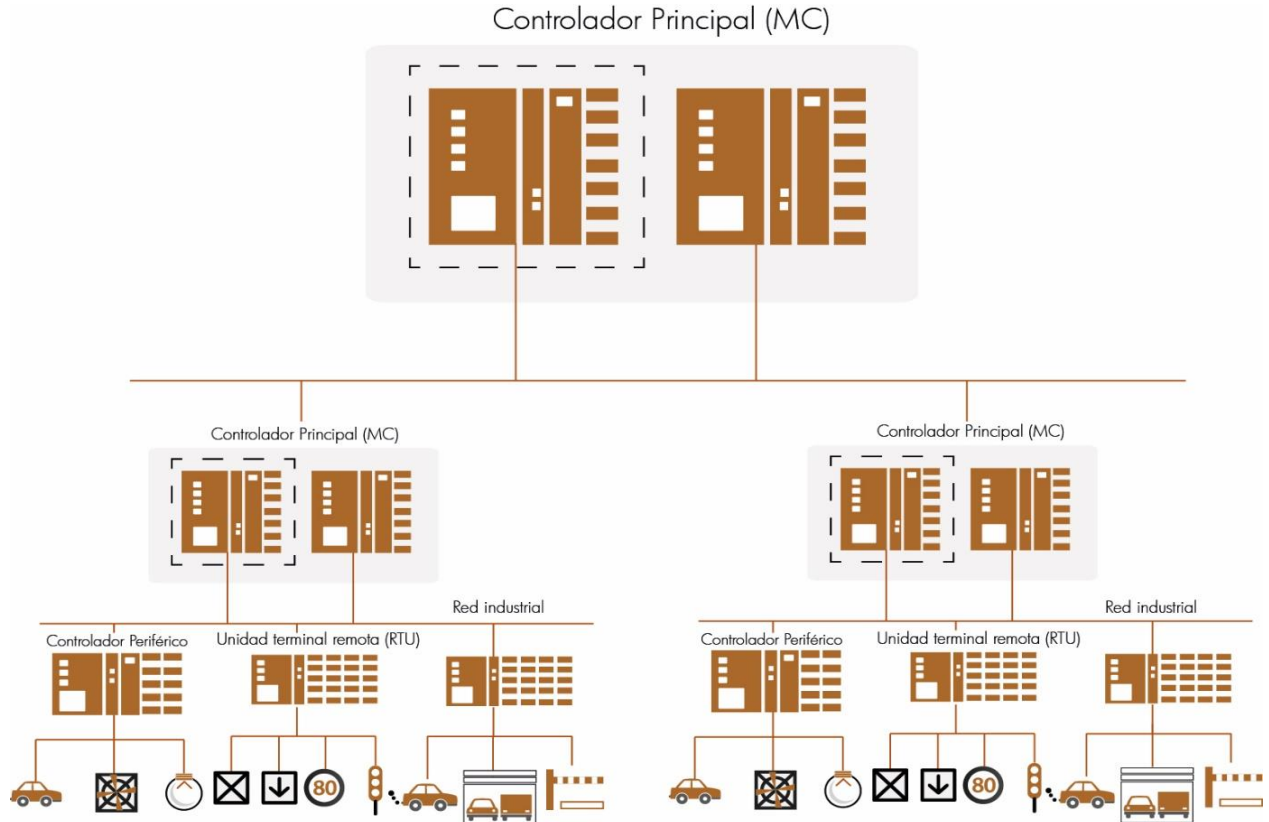 Controlador Principal (MC)
Controlador Principal (MC)
Controlador Principal (MC)
Red industrial
Red industrial
Controlador Periférico
Unidad terminal remota (RTU)
Controlador Periférico
Unidad terminal remota (RTU)
80
80